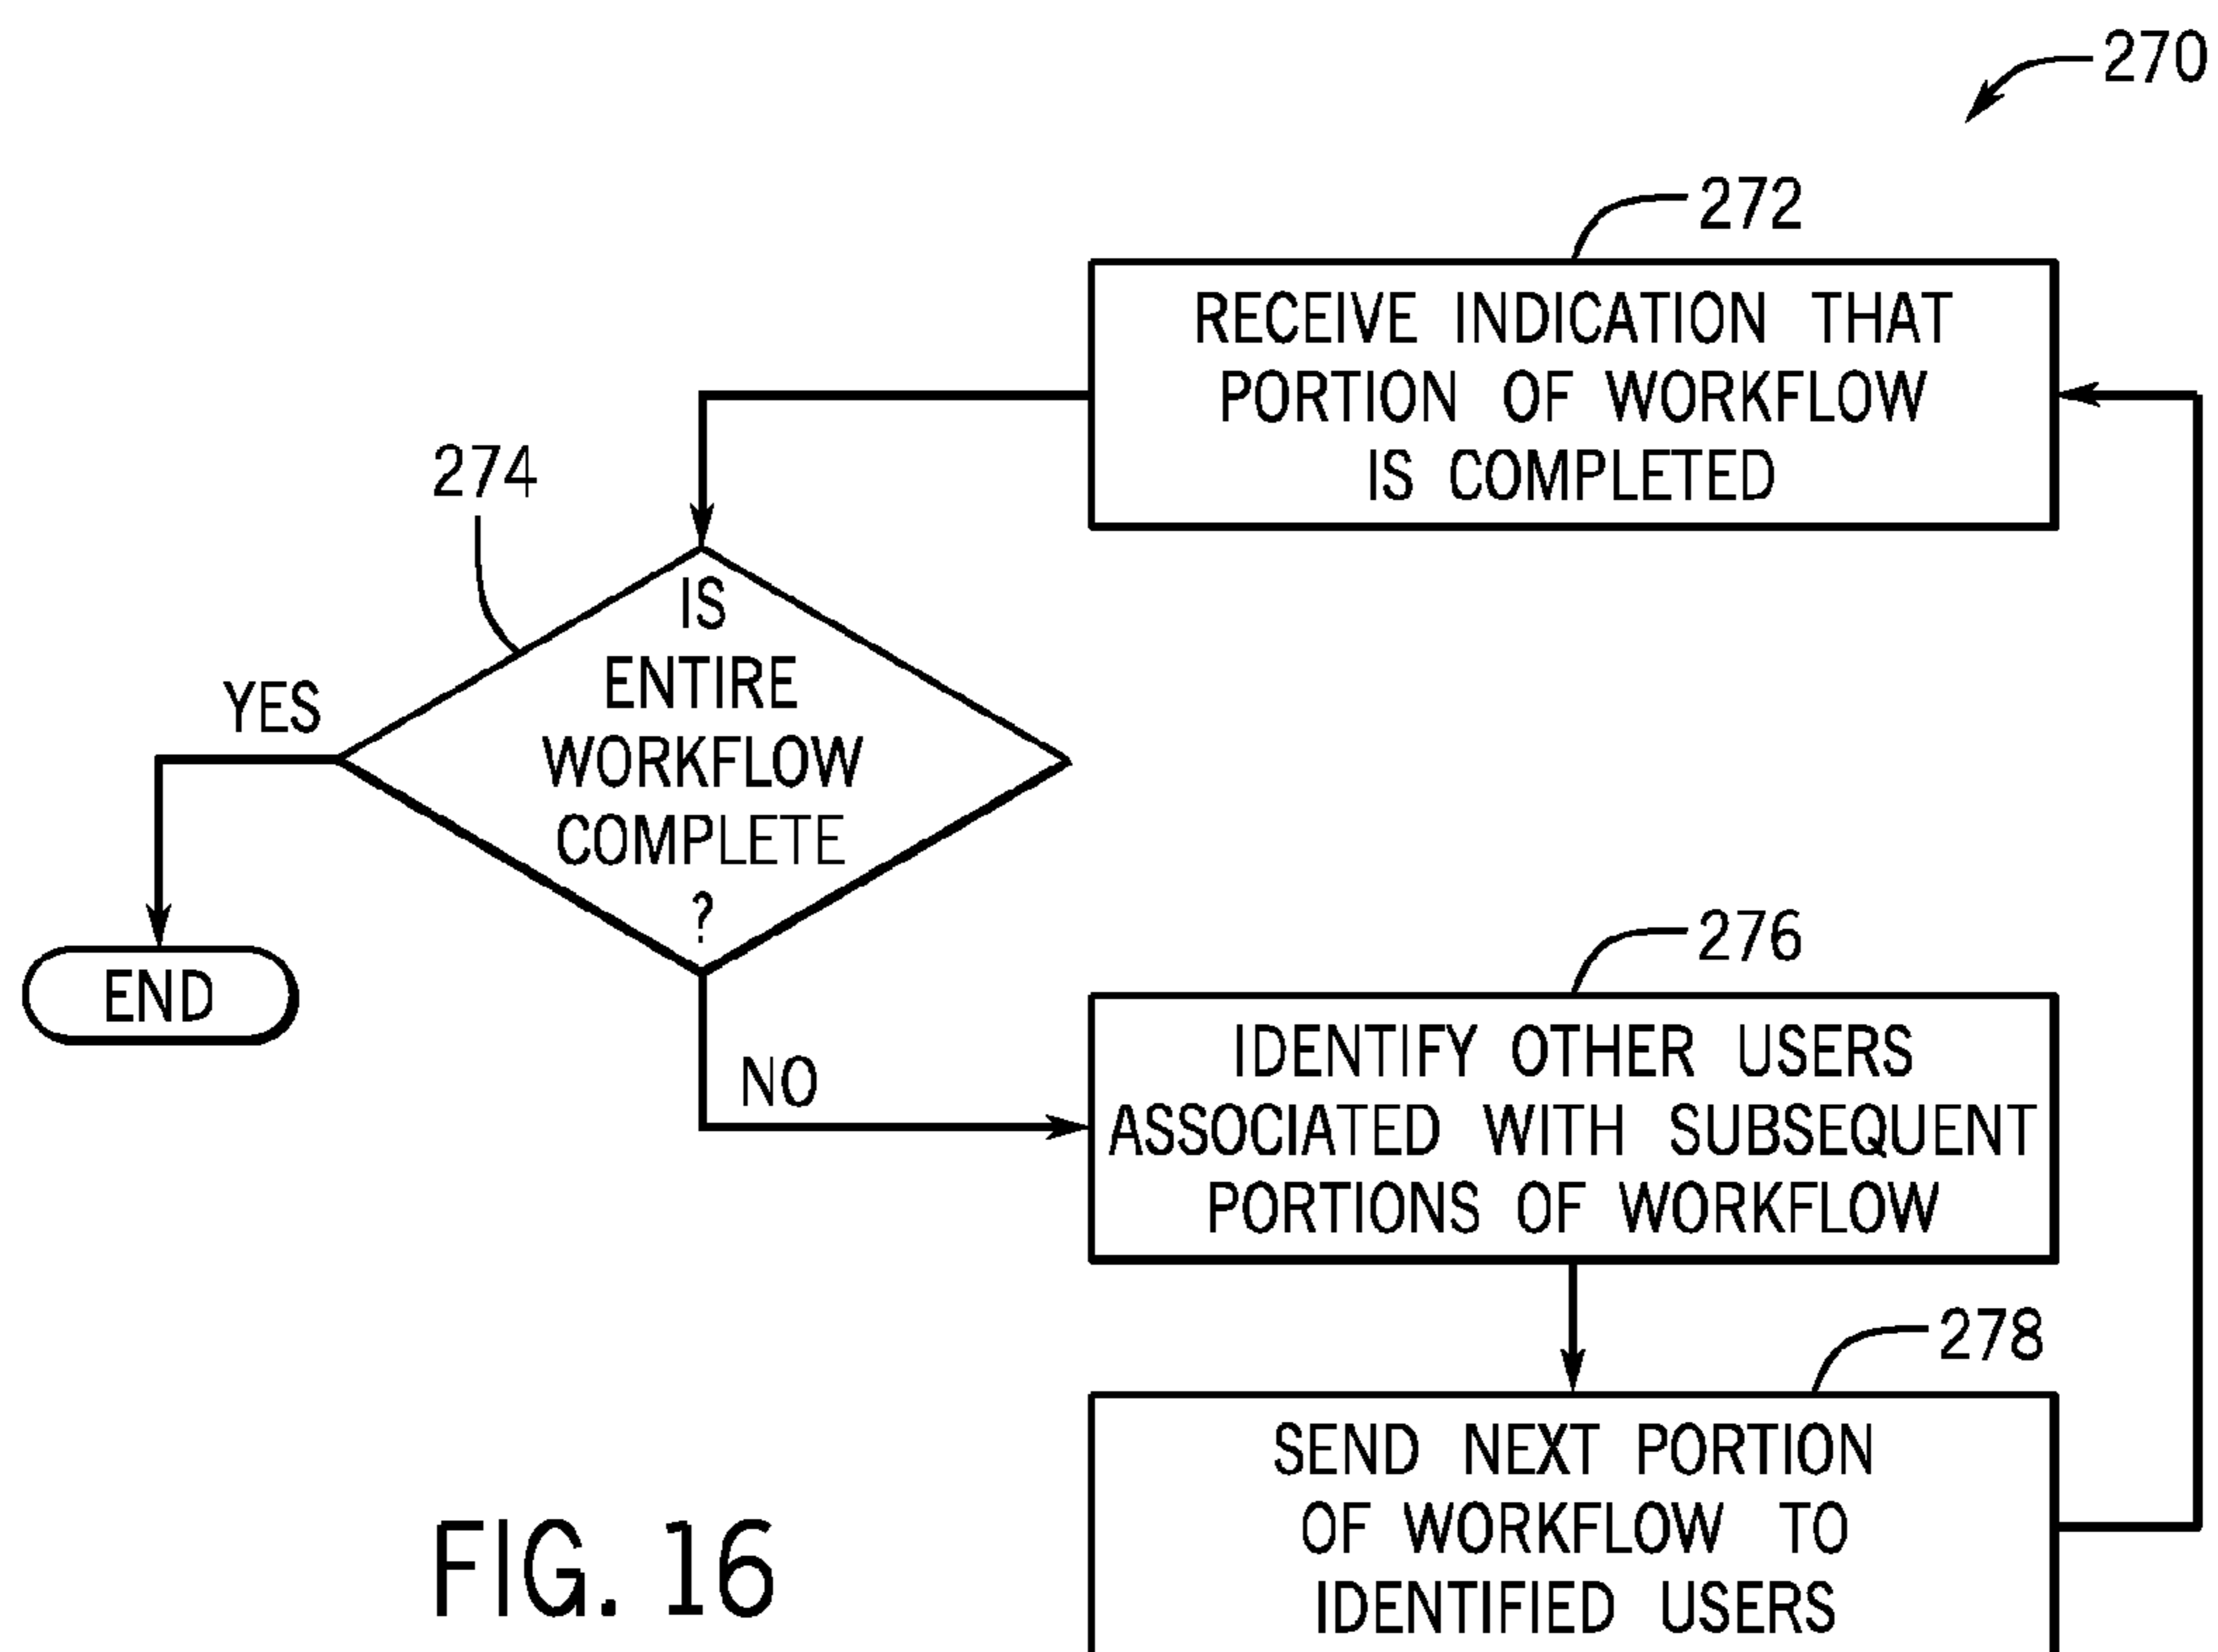 270
272
RECEIVE INDICATION THAT
PORTION OF WORKFLOW
IS COMPLETED
274
IS
ENTIRE
WORKFLOW
COMPLETE
?
YES
END
NO
276
IDENTIFY OTHER USERS
ASSOCIATED WITH SUBSEQUENT
PORTIONS OF WORKFLOW
278
SEND NEXT PORTION
OF WORKFLOW TO
IDENTIFIED USERS
FIG. 16